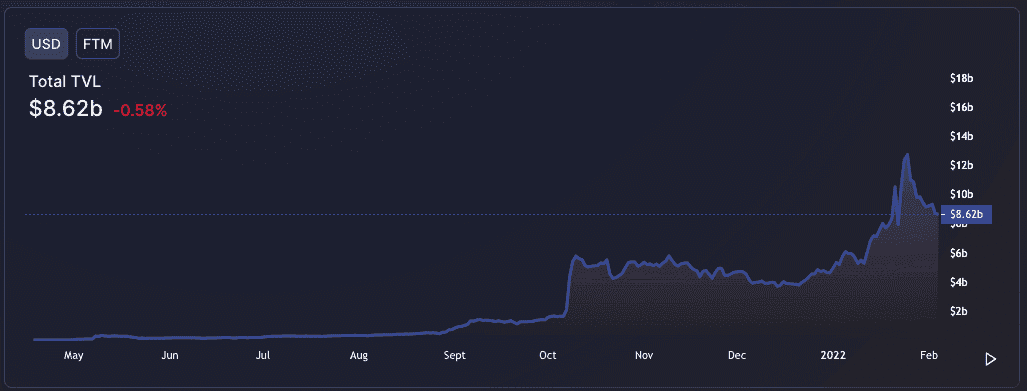 USD FTM
Total TVL
$8.62b -0.58%
$18b
$16b
$14b
$12b
$10b
$8.62b
$8b
$6b
$4b
$2b
May Jun Jul Aug Sept Oct Nov Dec 2022 Feb